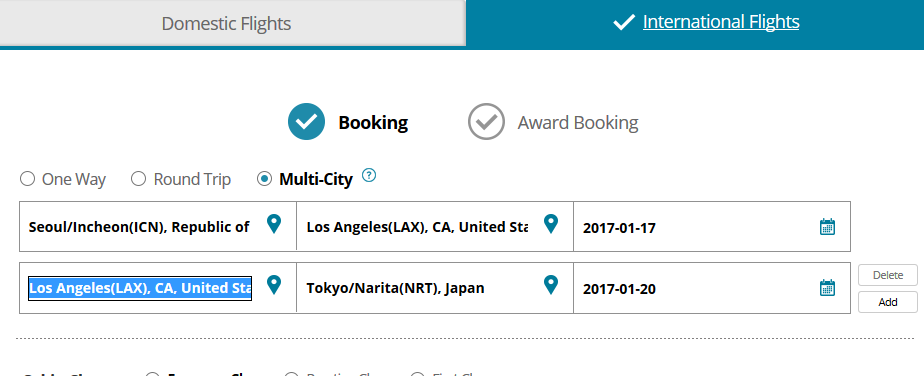 Domestic Flights
International Flights
Booking
Award Booking
One Way
Round Trip
Multi-City ?
Seoul/Incheon(ICN), Republic of
Los Angeles(LAX), CA, United Sta
2017-01-17
Los Angeles(LAX), CA, United Sta
Tokyo/Narita(NRT), Japan
2017-01-20
Delete
Add